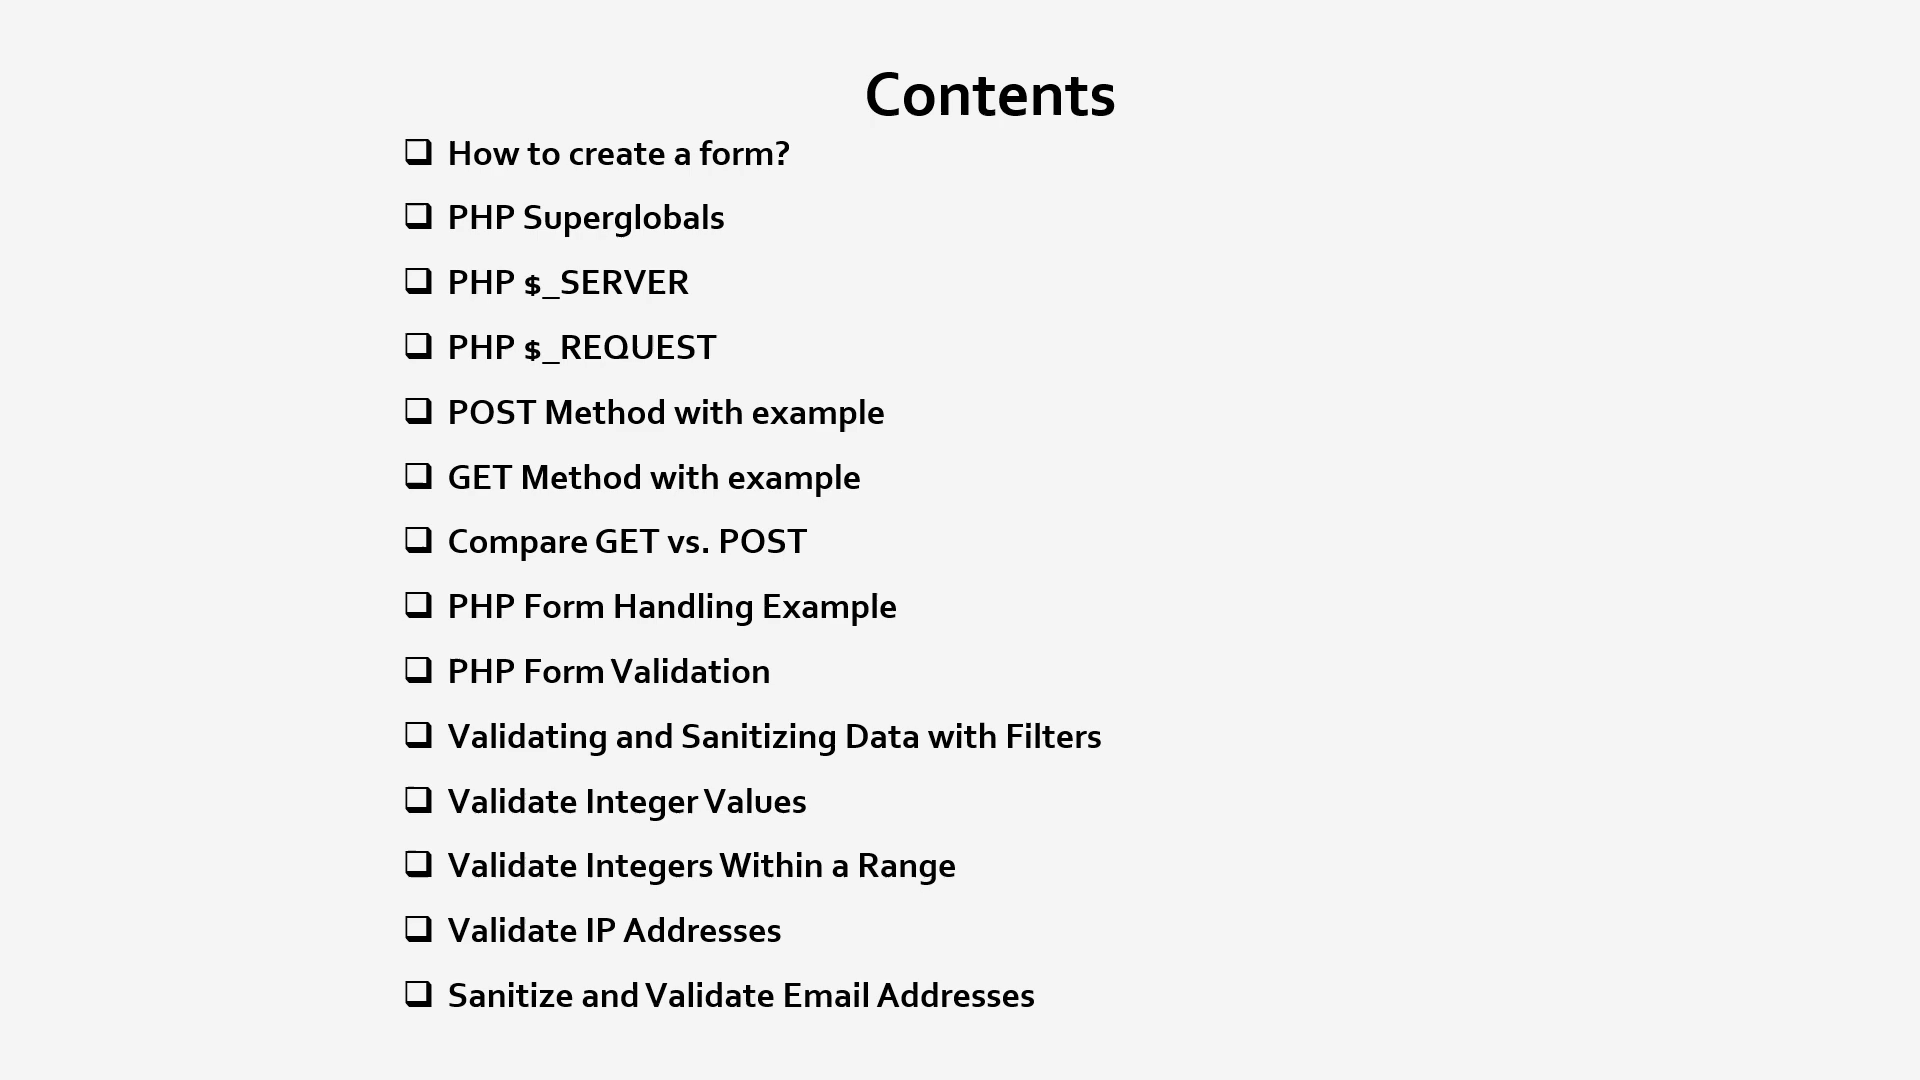 Contents
❑ How to create a form?
❑ PHP Superglobals
❑ PHP $_SERVER
❑ PHP $_REQUEST
❑ POST Method with example
❑ GET Method with example
❑ Compare GET vs. POST
❑ PHP Form Handling Example
❑ PHP Form Validation
❑ Validating and Sanitizing Data with Filters
❑ Validate Integer Values
❑ Validate Integers Within a Range
❑ Validate IP Addresses
❑ Sanitize and Validate Email Addresses